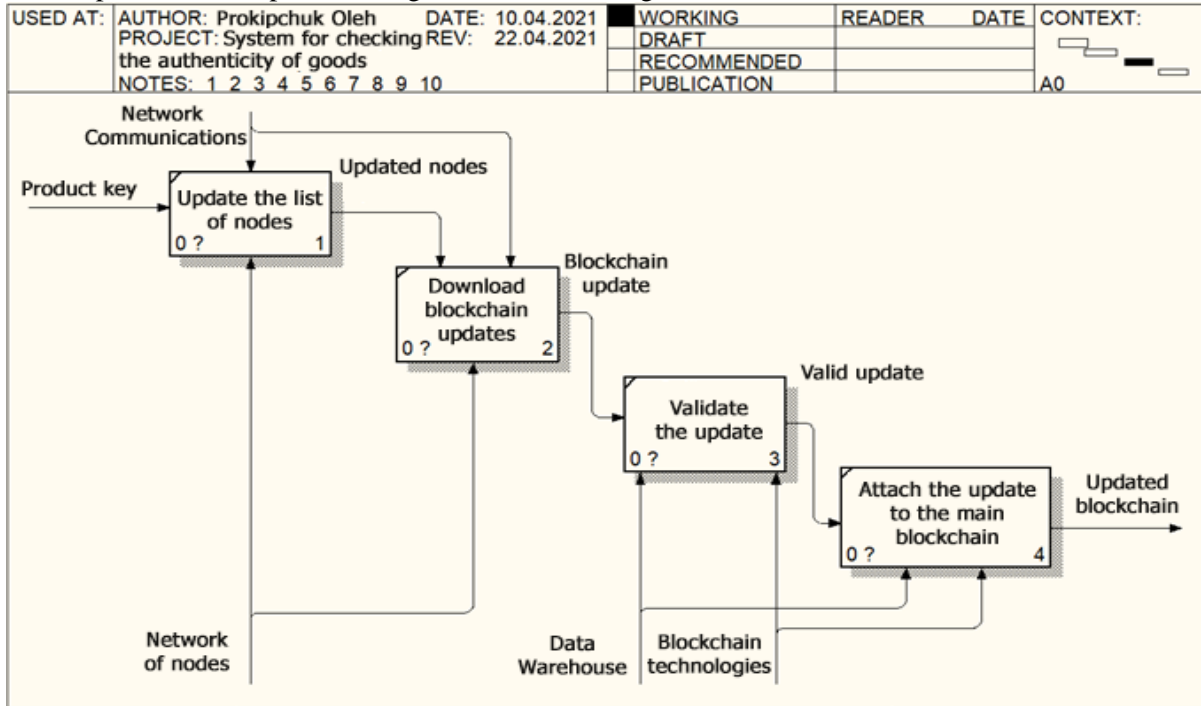 USED AT: AUTHOR: Prokipchuk Oleh DATE: 10.04.2021 WORKING READER DATE CONTEXT:
PROJECT: System for checking REV: 22.04.2021 DRAFT
the authenticity of goods RECOMMENDED
NOTES: 1 2 3 4 5 6 7 8 9 10 PUBLICATION A0
Network
Communications
Updated nodes
Product key
Update the list
of nodes
0 ? 1
Blockchain
update
Download
blockchain
updates
0 ? 2
Valid update
Validate
the update
0 ? 3
Attach the update
to the main
blockchain
0 ? 4
Updated
blockchain
Network
of nodes
Data
Warehouse
Blockchain
technologies